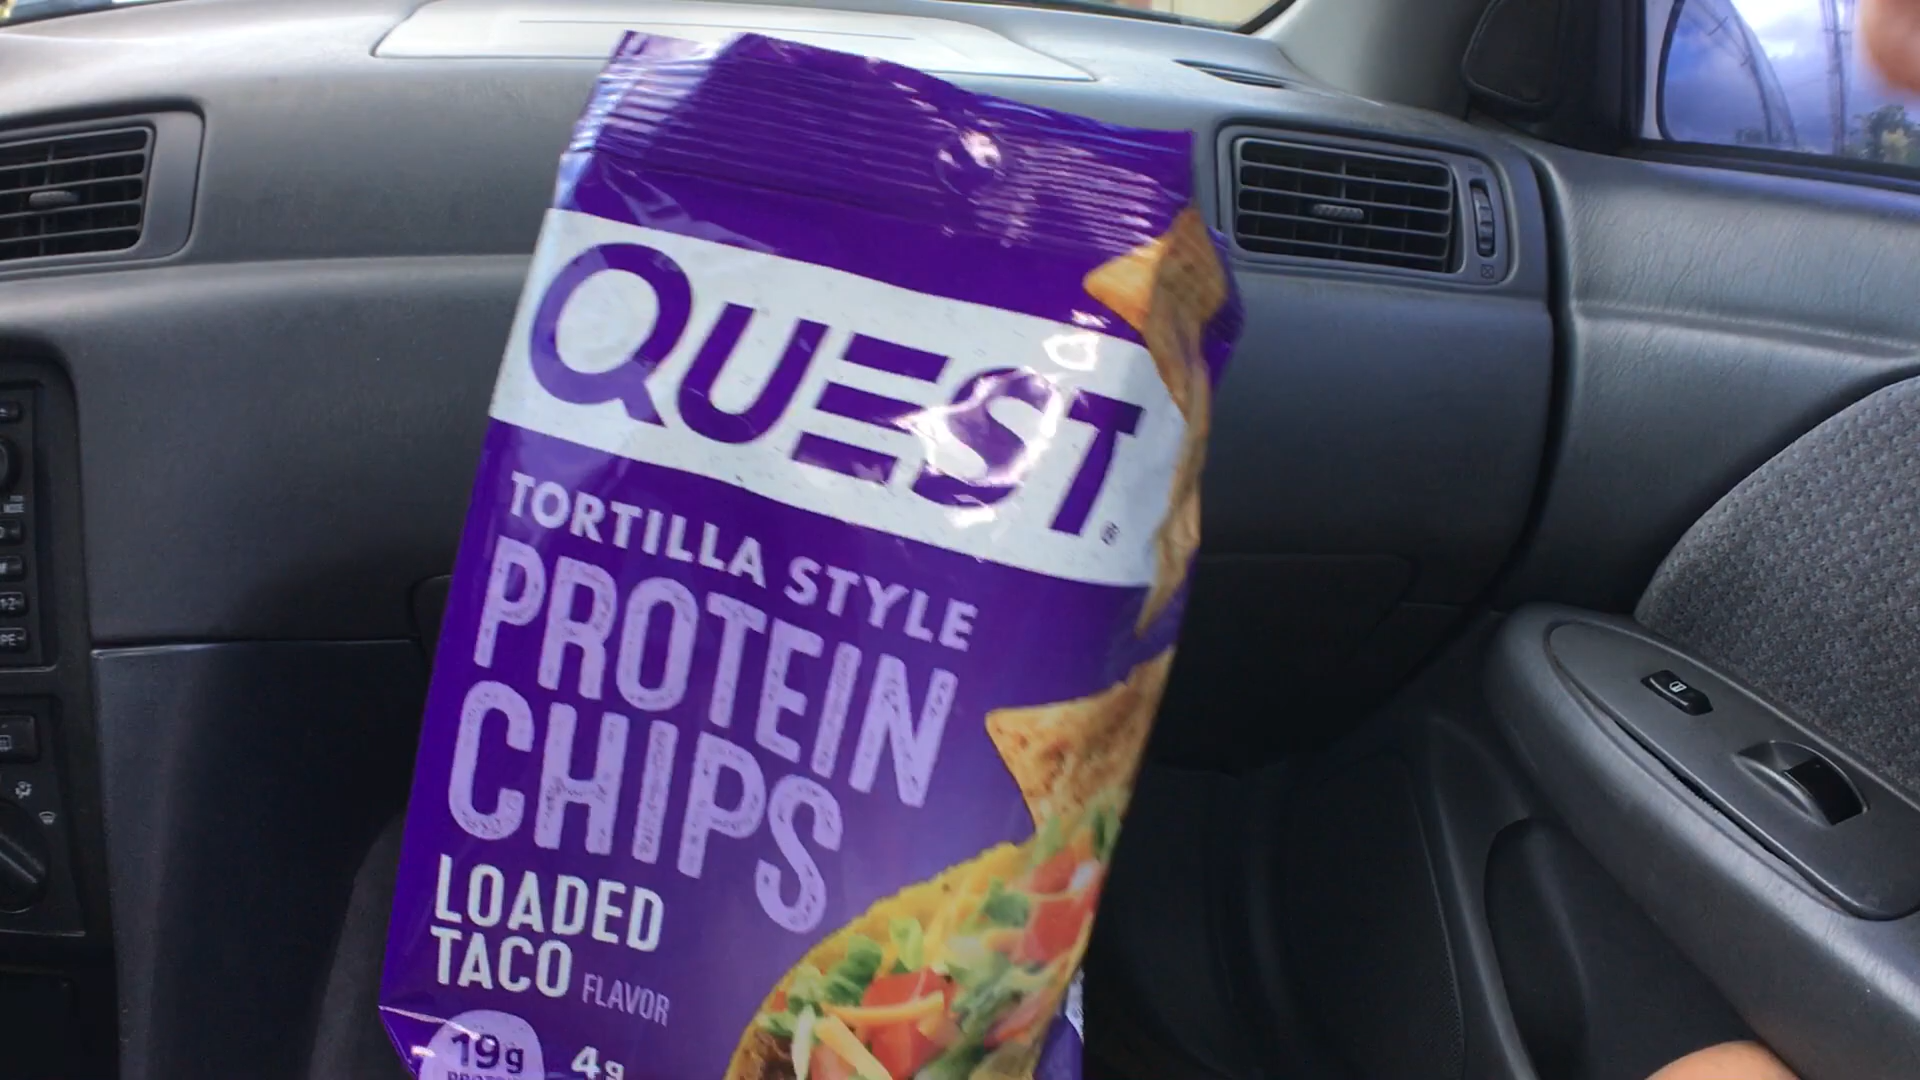 QUEST
®
TORTILLA STYLE
PROTEIN
CHIPS
LOADED
TACO FLAVOR
19g 4g